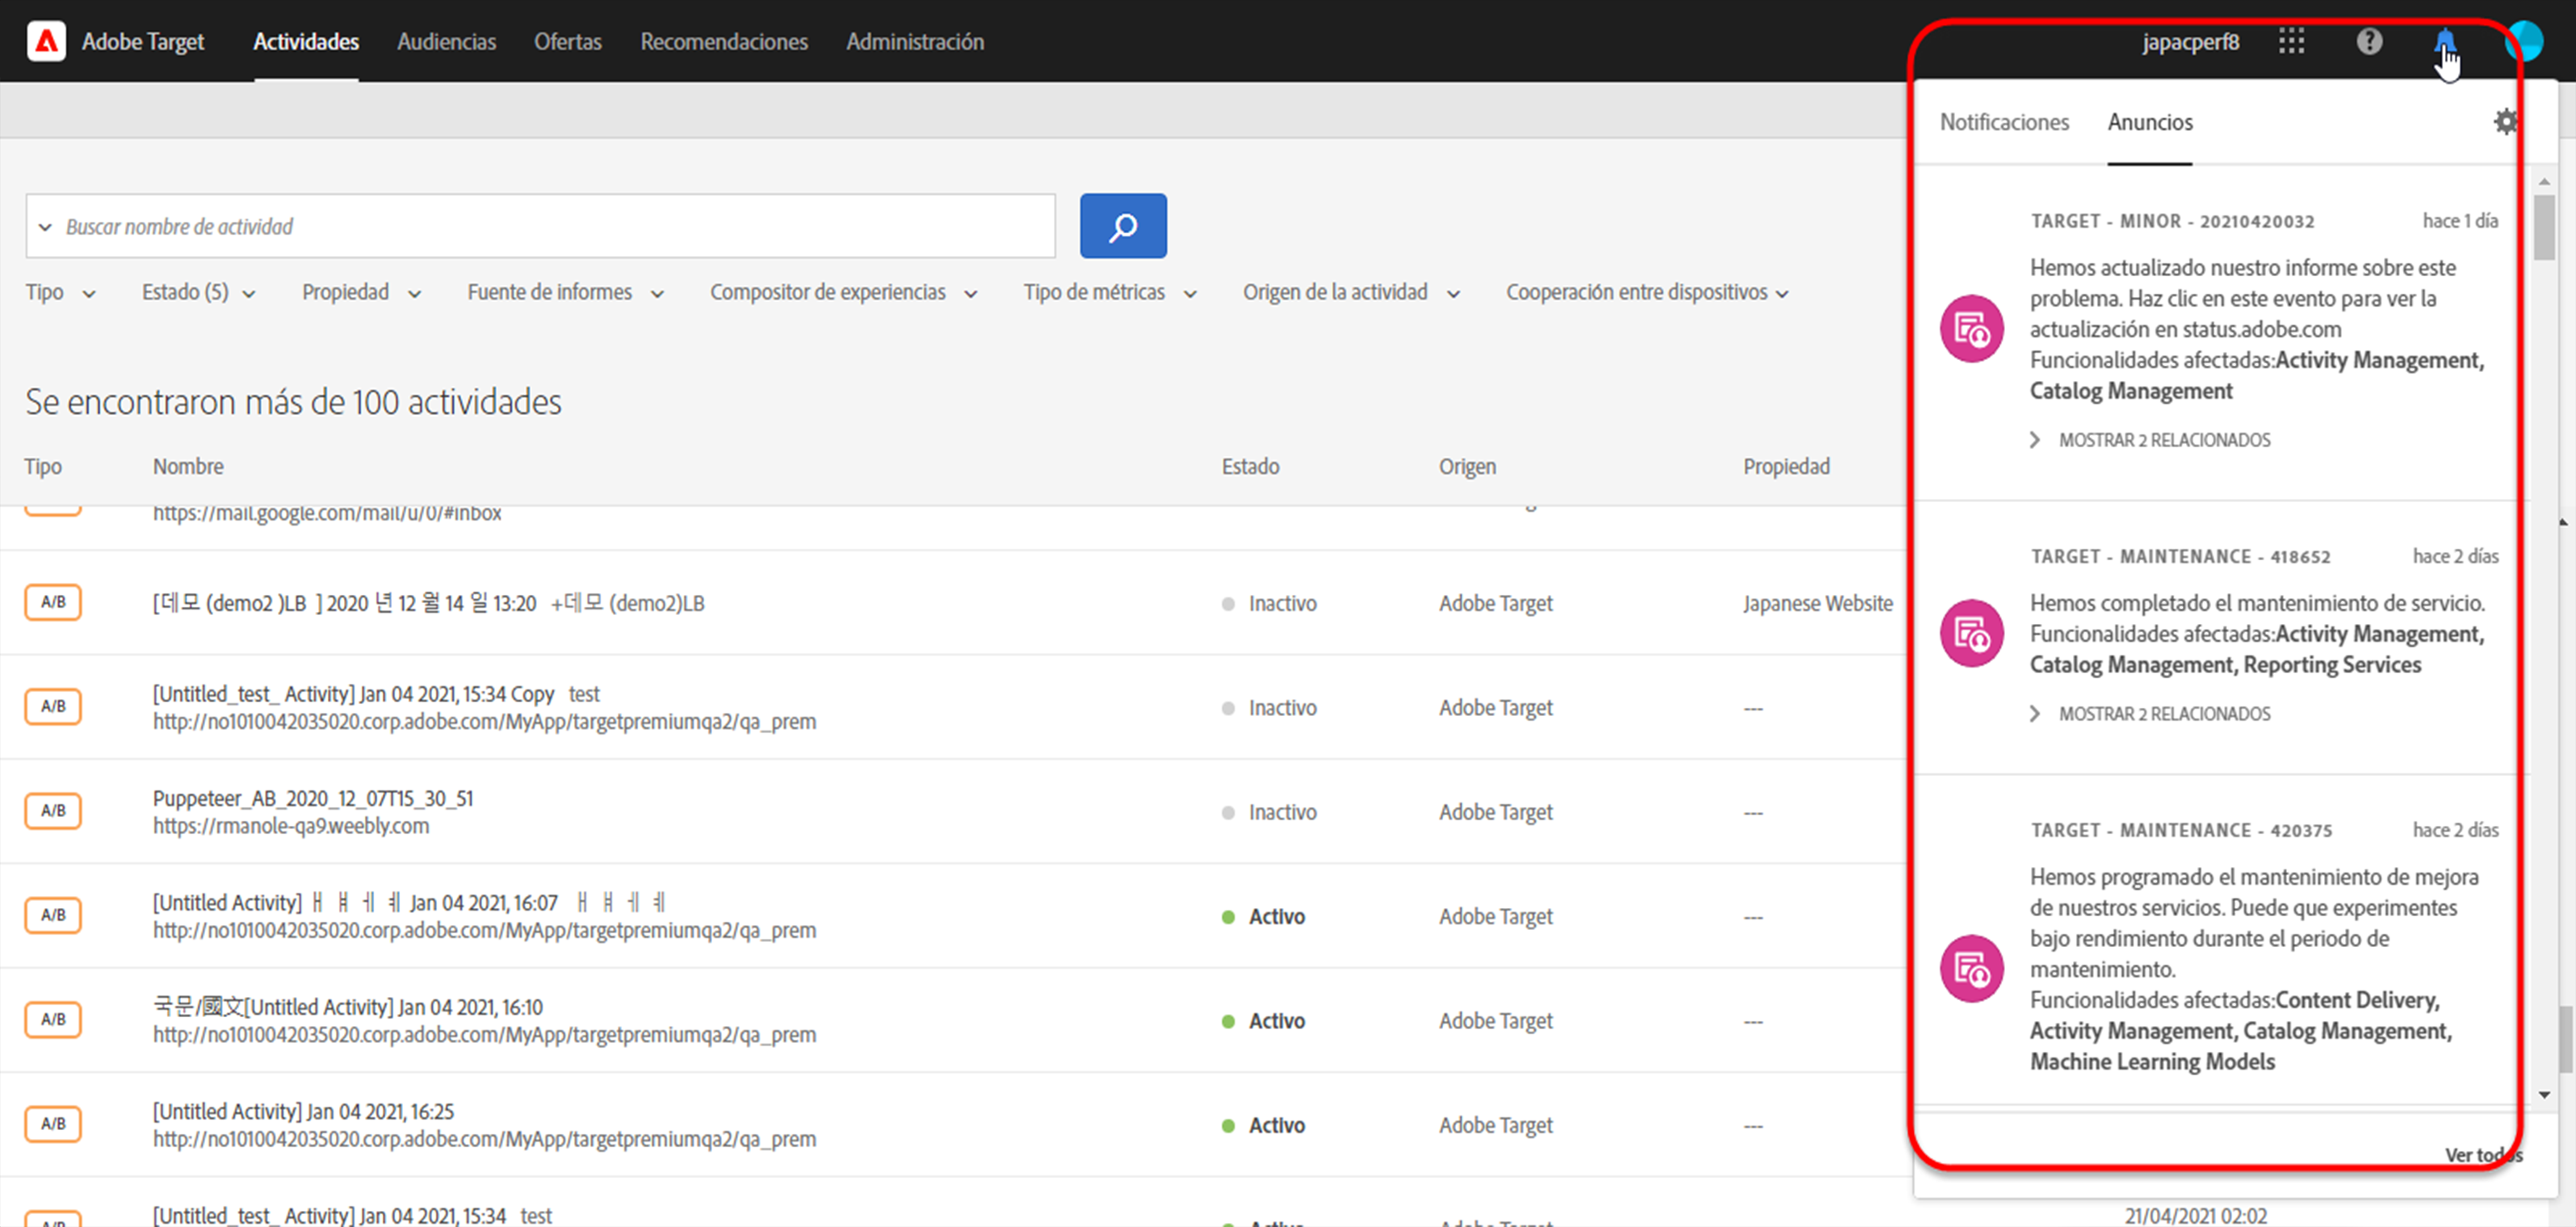 Adobe Target Actividades Audiencias Ofertas Recomendaciones Administración japacperf8
Buscar nombre de actividad
Tipo Estado (5) Propiedad Fuente de informes Compositor de experiencias Tipo de métricas Origen de la actividad Cooperación entre dispositivos
Se encontraron más de 100 actividades
Tipo Nombre Estado Origen Propiedad
https://mail.google.com/mail/u/0/#inbox
A/B [데모 (demo2 )LB ] 2020 년 12 월 14 일 13:20 +데모 (demo2)LB Inactivo Adobe Target Japanese Website
A/B [Untitled_test_ Activity] Jan 04 2021, 15:34 Copy test Inactivo Adobe Target ---
http://no1010042035020.corp.adobe.com/MyApp/targetpremiumqa2/qa_prem
A/B Puppeteer_AB_2020_12_07T15_30_51 Inactivo Adobe Target ---
https://rmanole-qa9.weebly.com
A/B [Untitled Activity] ㅐ ㅒ ㅔ ㅖ Jan 04 2021, 16:07 ㅐ ㅒ ㅔ ㅖ Activo Adobe Target ---
http://no1010042035020.corp.adobe.com/MyApp/targetpremiumqa2/qa_prem
A/B 국문/國文[Untitled Activity] Jan 04 2021, 16:10 Activo Adobe Target ---
http://no1010042035020.corp.adobe.com/MyApp/targetpremiumqa2/qa_prem
A/B [Untitled Activity] Jan 04 2021, 16:25 Activo Adobe Target ---
http://no1010042035020.corp.adobe.com/MyApp/targetpremiumqa2/qa_prem
A/B [Untitled_test_ Activity] Jan 04 2021, 15:34 test Activo Adobe Target 21/04/2021 02:02
Notificaciones Anuncios
TARGET - MINOR - 20210420032 hace 1 día
Hemos actualizado nuestro informe sobre este
problema. Haz clic en este evento para ver la
actualización en status.adobe.com
Funcionalidades afectadas:Activity Management,
Catalog Management
MOSTRAR 2 RELACIONADOS
TARGET - MAINTENANCE - 418652 hace 2 días
Hemos completado el mantenimiento de servicio.
Funcionalidades afectadas:Activity Management,
Catalog Management, Reporting Services
MOSTRAR 2 RELACIONADOS
TARGET - MAINTENANCE - 420375 hace 2 días
Hemos programado el mantenimiento de mejora
de nuestros servicios. Puede que experimentes
bajo rendimiento durante el periodo de
mantenimiento.
Funcionalidades afectadas:Content Delivery,
Activity Management, Catalog Management,
Machine Learning Models
Ver todos